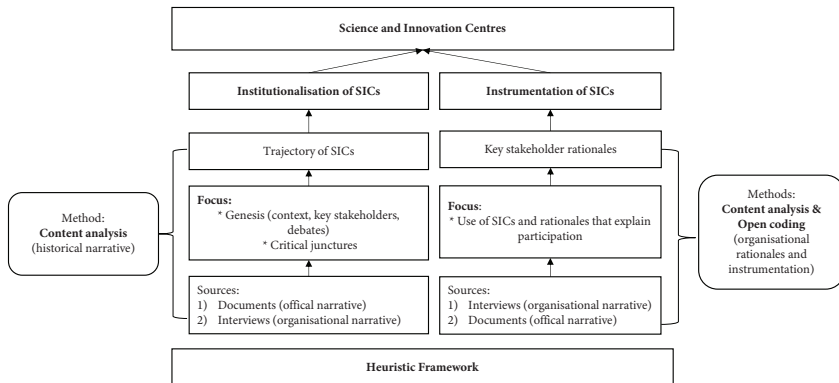 Science and Innovation Centres
Institutionalisation of SICs
Instrumentation of SICs
Trajectory of SICs
Key stakeholder rationales
Method:
Content analysis
(historical narrative)
Focus:
* Genesis (context, key stakeholders,
debates)
* Critical junctures
Focus:
* Use of SICs and rationales that explain
participation
Methods:
Content analysis &
Open coding
(organisational
rationales and
instrumentation)
Sources:
1) Documents (offical narrative)
2) Interviews (organisational narrative)
Sources:
1) Interviews (organisational narrative)
2) Documents (offical narrative)
Heuristic Framework